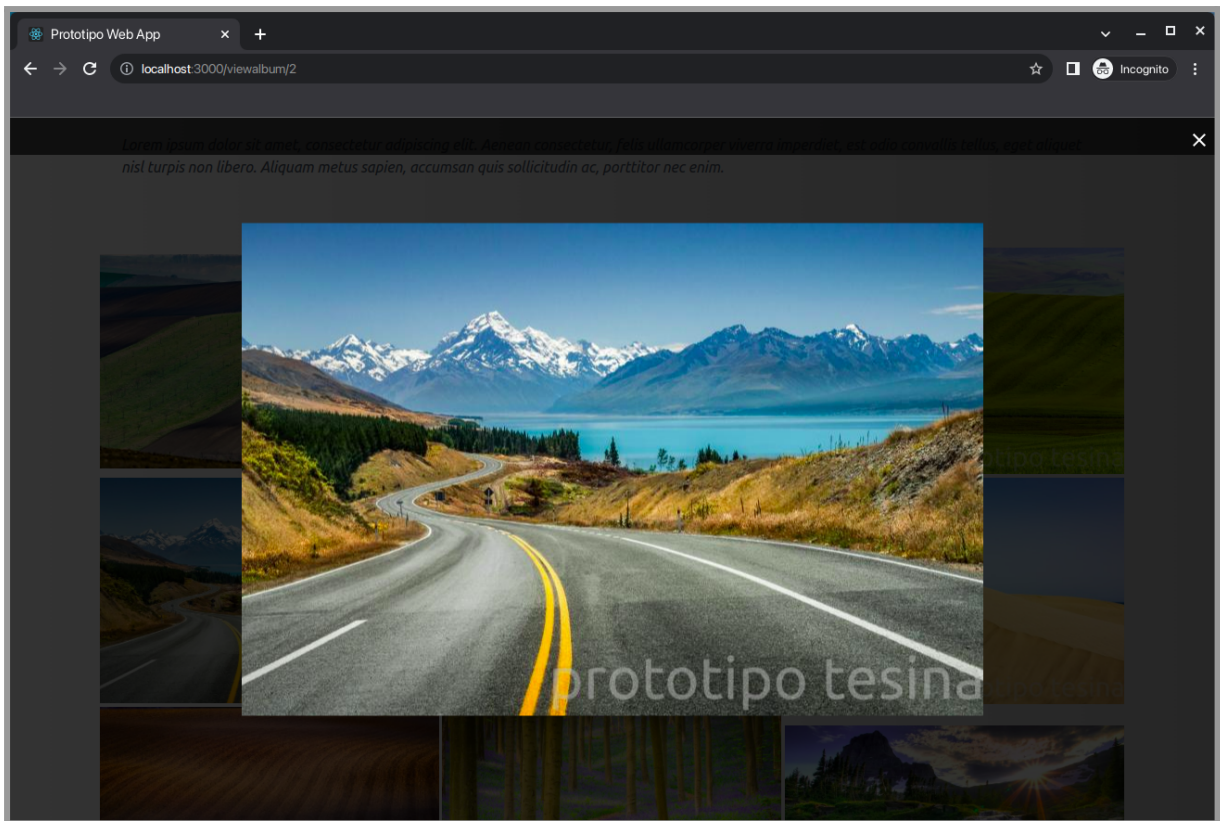 Prototipo Web App
localhost:3000/viewalbum/2
Incognito
Lorem ipsum dolor sit amet, consectetur adipiscing elit. Aenean consectetur, felis ullamcorper viverra imperdiet, est odio convallis tellus, eget aliquet
nisl turpis non libero. Aliquam metus sapien, accumsan quis sollicitudin ac, porttitor nec enim.
tipo tesina
prototipo tesina